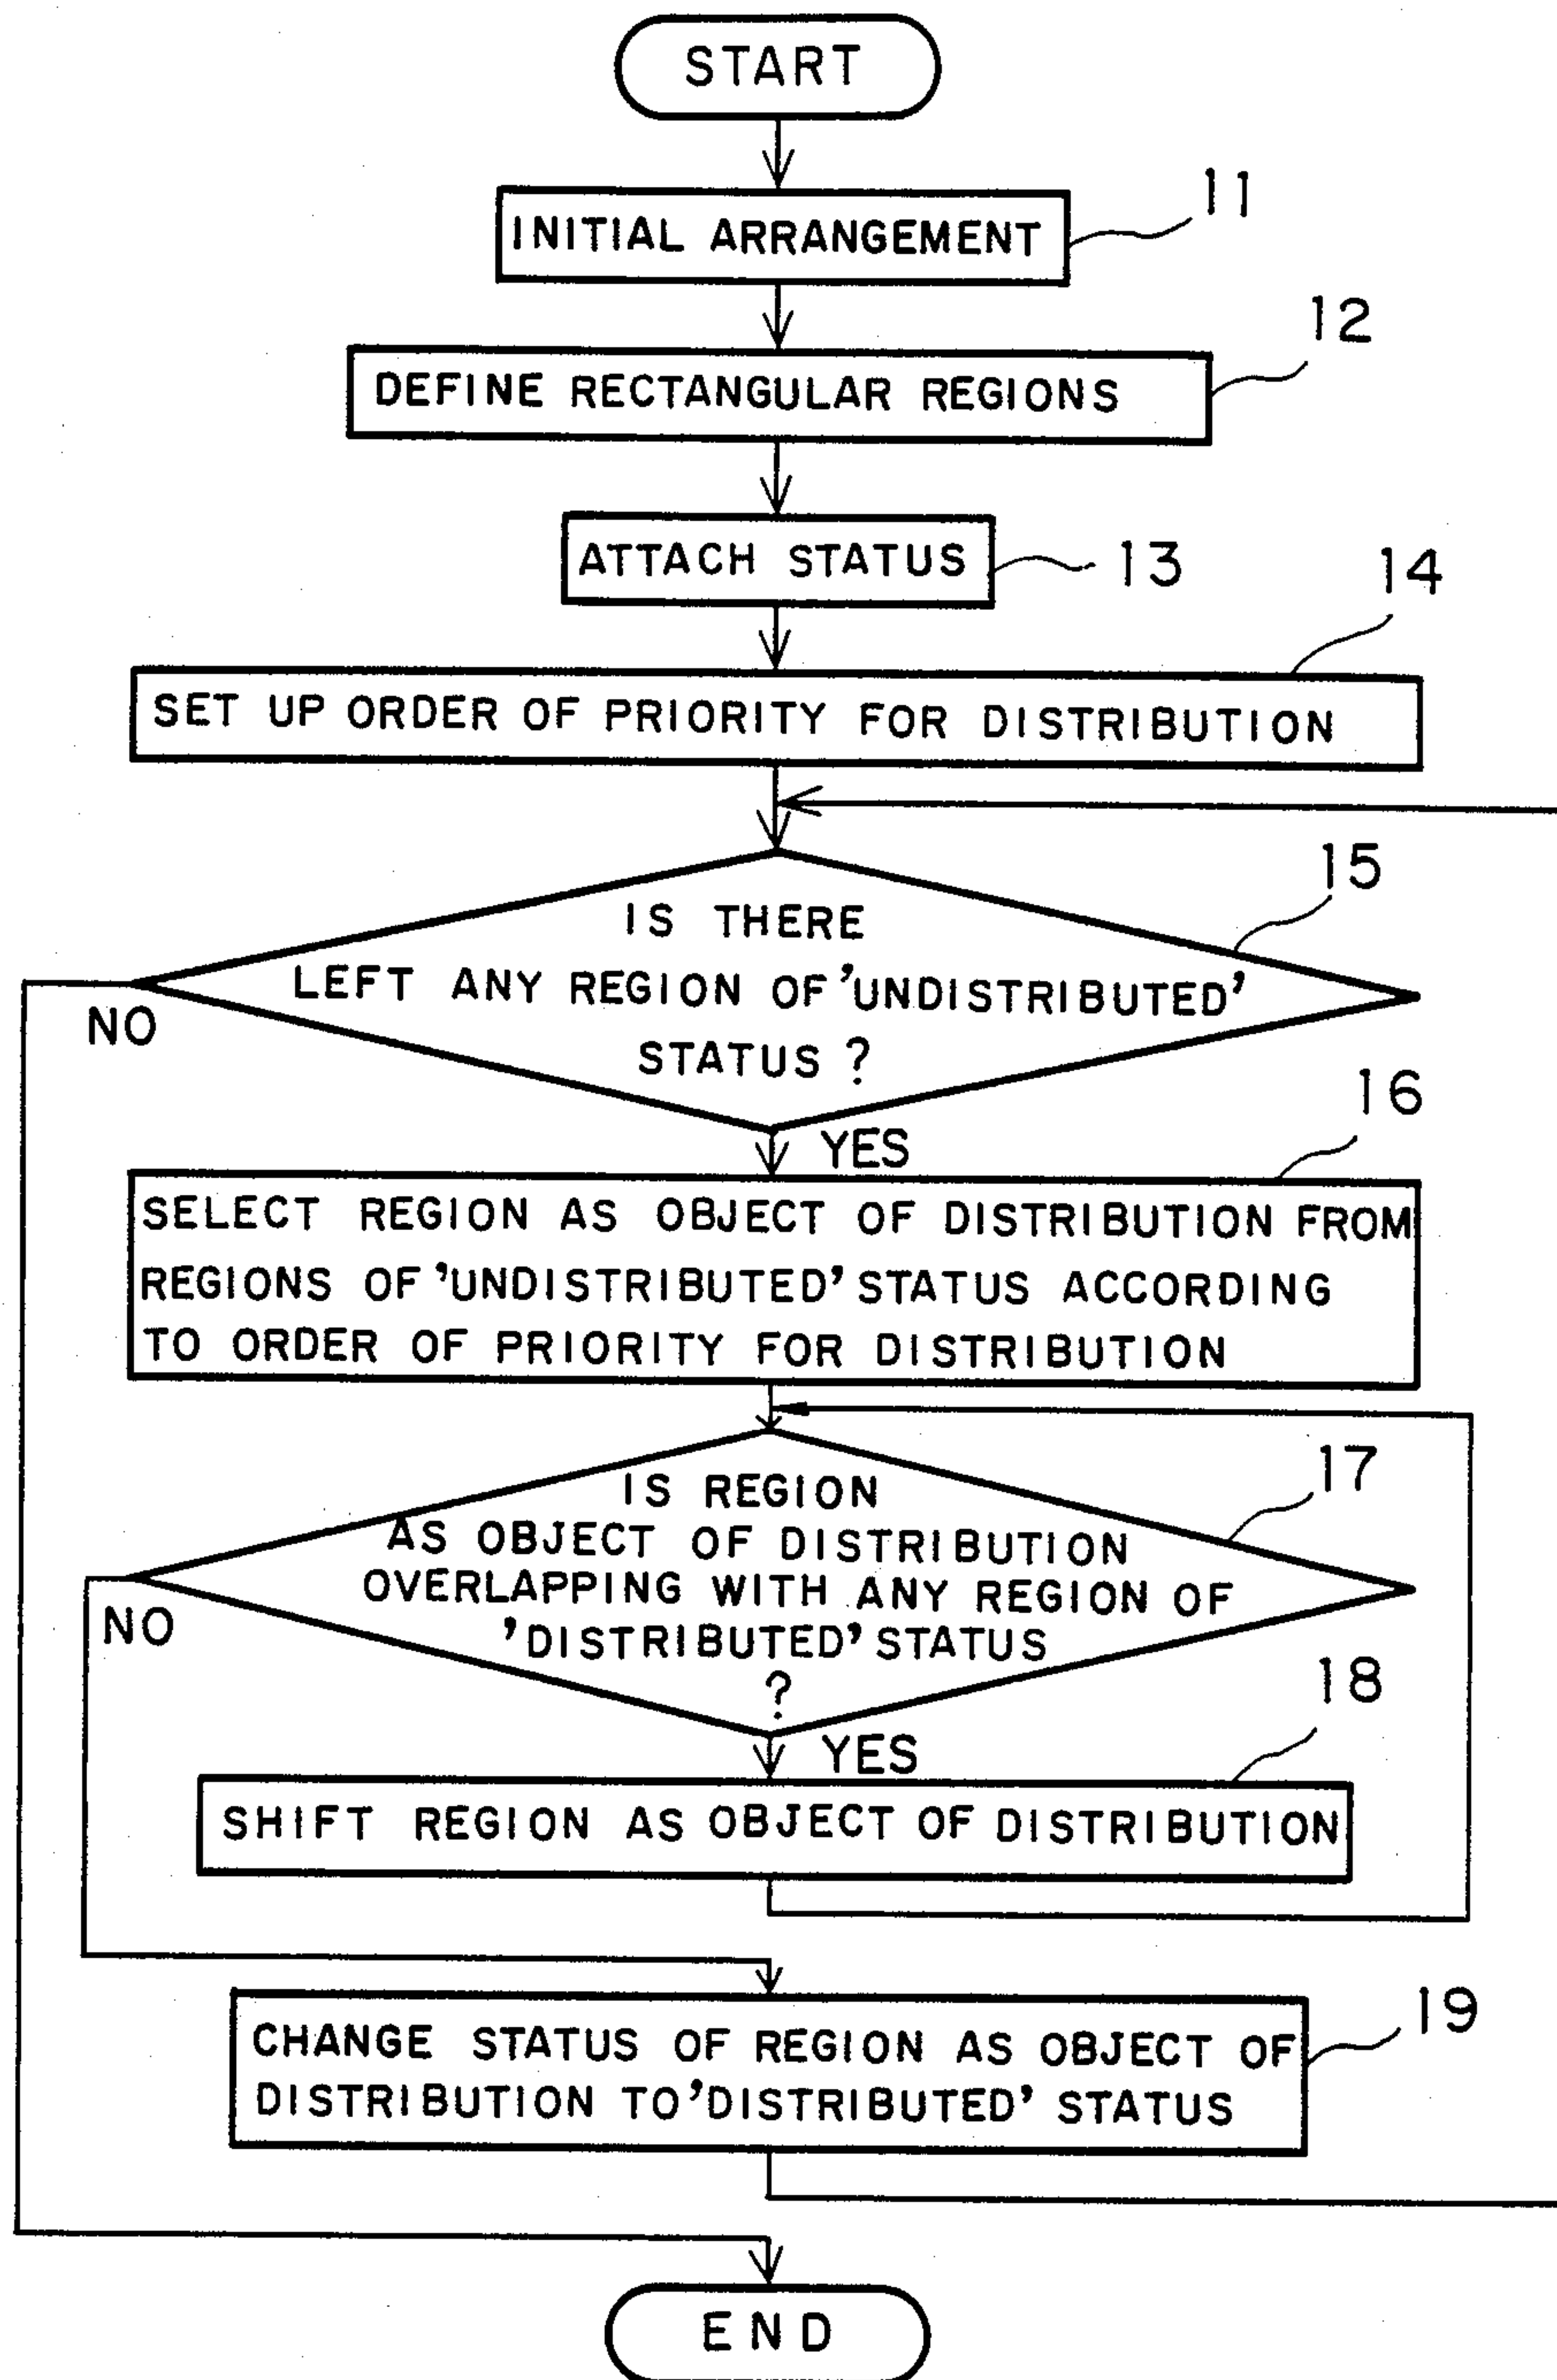 START
INITIAL ARRANGEMENT
11
DEFINE RECTANGULAR REGIONS
12
ATTACH STATUS
13
14
SET UP ORDER OF PRIORITY FOR DISTRIBUTION
15
IS THERE
LEFT ANY REGION OF 'UNDISTRIBUTED'
STATUS ?
NO
YES
16
SELECT REGION AS OBJECT OF DISTRIBUTION FROM
REGIONS OF 'UNDISTRIBUTED' STATUS ACCORDING
TO ORDER OF PRIORITY FOR DISTRIBUTION
17
IS REGION
AS OBJECT OF DISTRIBUTION
OVERLAPPING WITH ANY REGION OF
'DISTRIBUTED' STATUS
?
NO
YES
18
SHIFT REGION AS OBJECT OF DISTRIBUTION
19
CHANGE STATUS OF REGION AS OBJECT OF
DISTRIBUTION TO 'DISTRIBUTED' STATUS
END